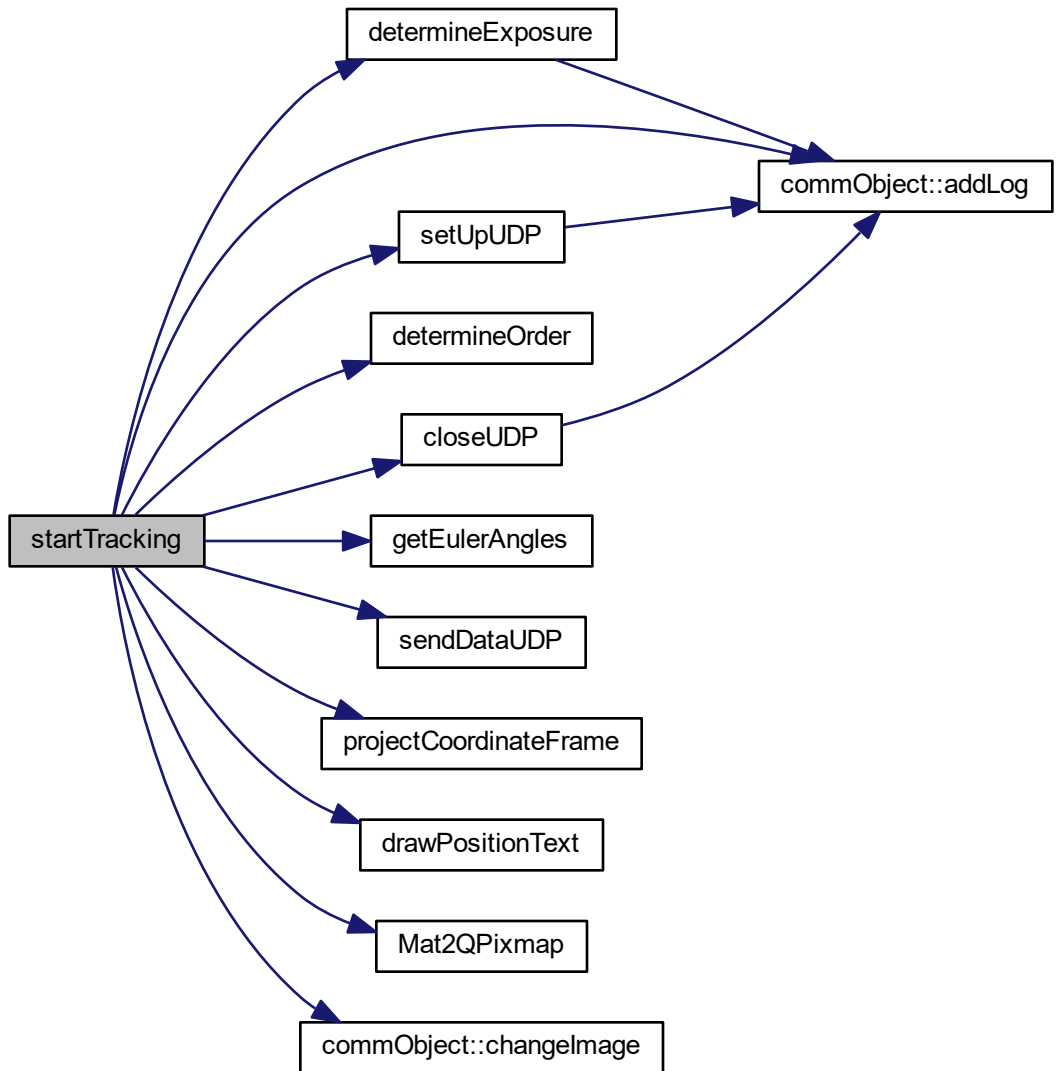 determineExposure
commObject::addLog
setUpUDP
determineOrder
closeUDP
startTracking
getEulerAngles
sendDataUDP
projectCoordinateFrame
drawPositionText
Mat2QPixmap
commObject::changeImage